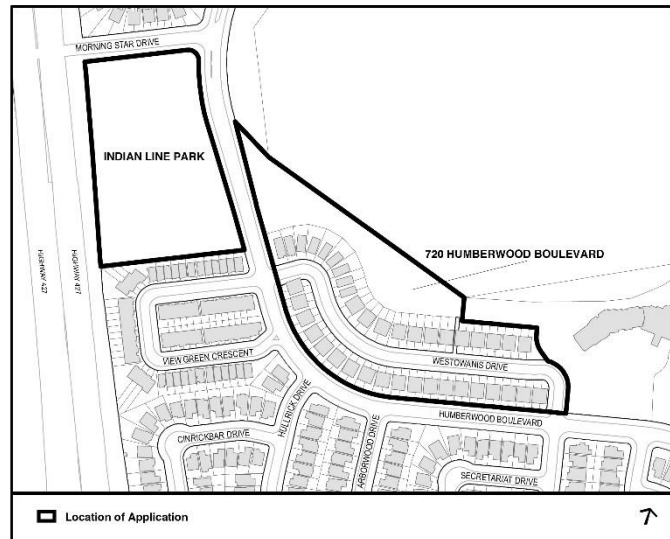 MORNING STAR DRIVE
INDIAN LINE PARK
720 HUMBERWOOD BOULEVARD
HIGHWAY 427
HIGHWAY 427
VIEW GREEN CRESCENT
WESTOWANIS DRIVE
HULLRICK DRIVE
HUMBERWOOD BOULEVARD
CINRICKBAR DRIVE
ARBORWOOD DRIVE
SECRETARIAT DRIVE
Location of Application